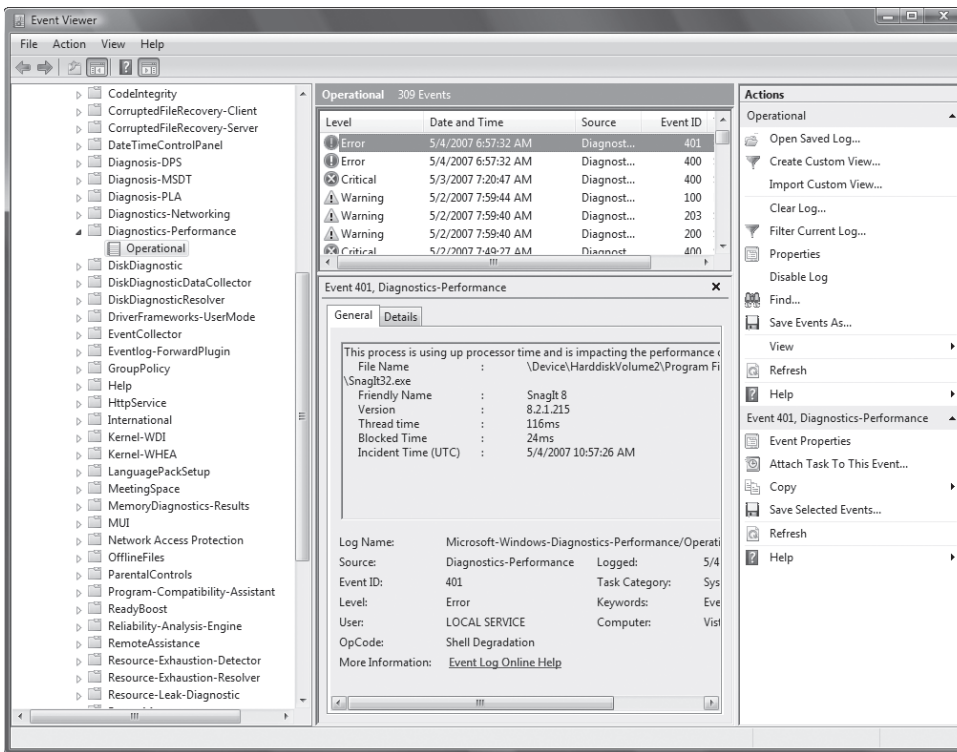 Event Viewer
File Action View Help
CodeIntegrity
CorruptedFileRecovery-Client
CorruptedFileRecovery-Server
DateTimeControlPanel
Diagnosis-DPS
Diagnosis-MSDT
Diagnosis-PLA
Diagnostics-Networking
Diagnostics-Performance
Operational
DiskDiagnostic
DiskDiagnosticDataCollector
DiskDiagnosticResolver
DriverFrameworks-UserMode
EventCollector
Eventlog-ForwardPlugin
GroupPolicy
Help
HttpService
International
Kernel-WDI
Kernel-WHEA
LanguagePackSetup
MeetingSpace
MemoryDiagnostics-Results
MUI
Network Access Protection
OfflineFiles
ParentalControls
Program-Compatibility-Assistant
ReadyBoost
Reliability-Analysis-Engine
RemoteAssistance
Resource-Exhaustion-Detector
Resource-Exhaustion-Resolver
Resource-Leak-Diagnostic
Operational 309 Events
Level Date and Time Source Event ID
Error 5/4/2007 6:57:32 AM Diagnost... 401
Error 5/4/2007 6:57:32 AM Diagnost... 400
Critical 5/3/2007 7:20:47 AM Diagnost... 400
Warning 5/2/2007 7:59:44 AM Diagnost... 100
Warning 5/2/2007 7:59:40 AM Diagnost... 203
Warning 5/2/2007 7:59:40 AM Diagnost... 200
Critical 5/2/2007 7:49:27 AM Diagnost... 400
Event 401, Diagnostics-Performance
General Details
This process is using up processor time and is impacting the performance
File Name : \Device\HarddiskVolume2\Program Fi
\SnagIt32.exe
Friendly Name : SnagIt 8
Version : 8.2.1.215
Thread time : 116ms
Blocked Time : 24ms
Incident Time (UTC) : 5/4/2007 10:57:26 AM
Log Name: Microsoft-Windows-Diagnostics-Performance/Operati
Source: Diagnostics-Performance Logged: 5/4
Event ID: 401 Task Category: Sys
Level: Error Keywords: Eve
User: LOCAL SERVICE Computer: Vist
OpCode: Shell Degradation
More Information: Event Log Online Help
Actions
Operational
Open Saved Log...
Create Custom View...
Import Custom View...
Clear Log...
Filter Current Log...
Properties
Disable Log
Find...
Save Events As...
View
Refresh
Help
Event 401, Diagnostics-Performance
Event Properties
Attach Task To This Event...
Copy
Save Selected Events...
Refresh
Help